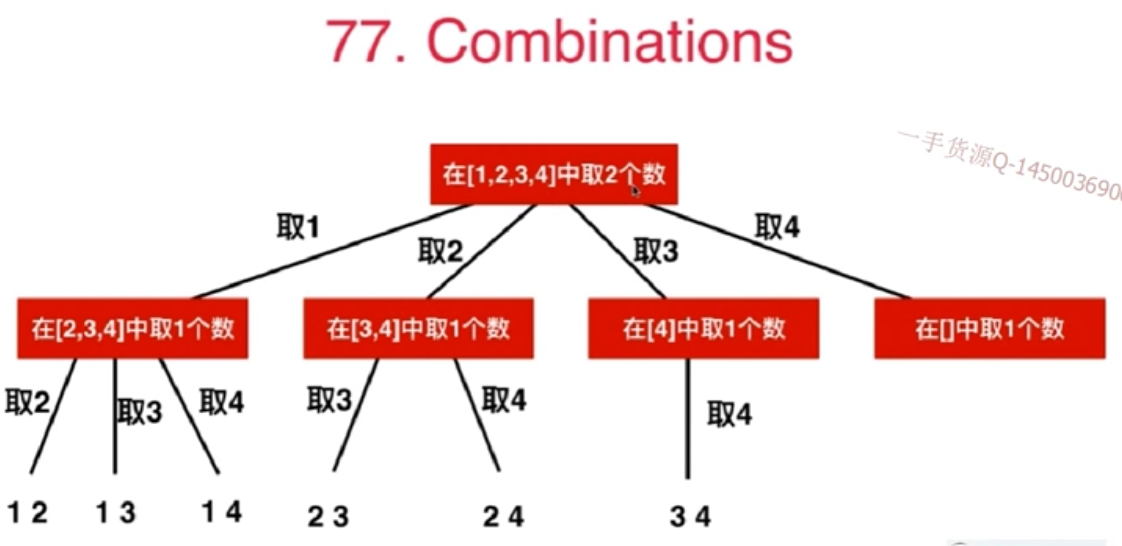 77. Combinations
一手货源Q-145003690
在[1,2,3,4]中取2个数
取1
取2
取3
取4
在[2,3,4]中取1个数
在[3,4]中取1个数
在[4]中取1个数
在[]中取1个数
取2
取3
取4
取3
取4
取4
1 2
1 3
1 4
2 3
2 4
3 4